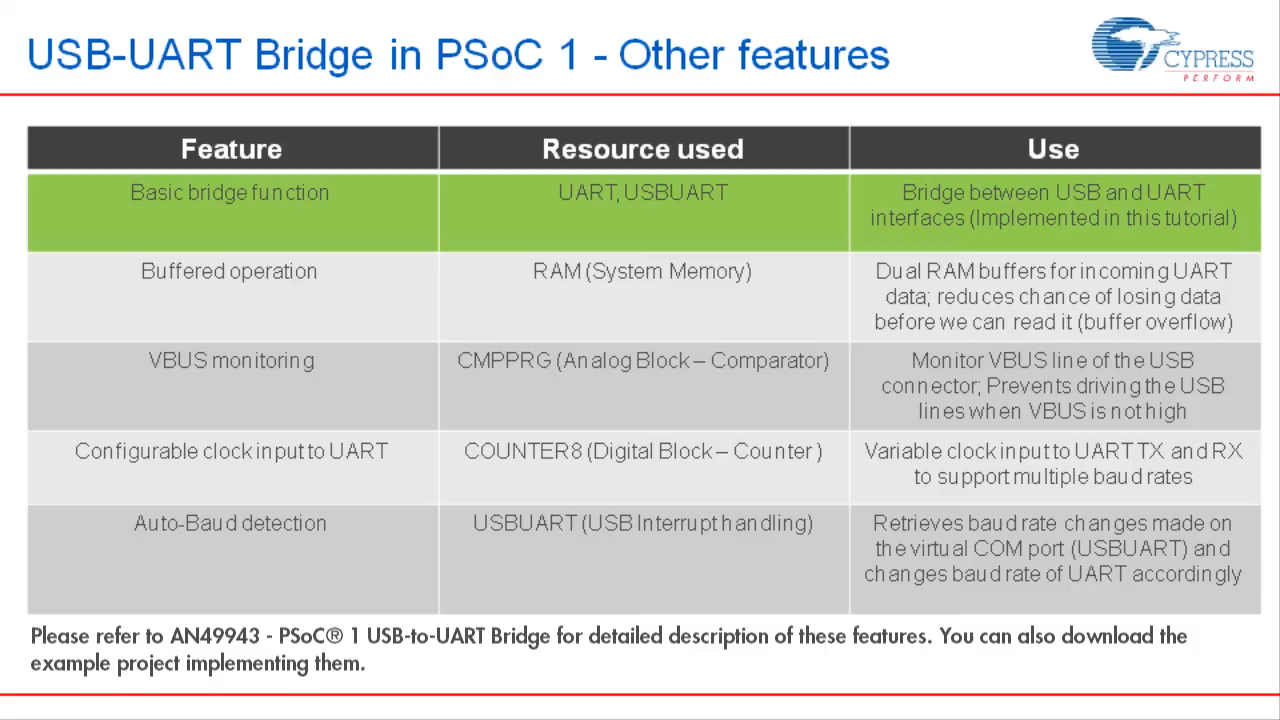 USB-UART Bridge in PSoC 1 - Other features
CYPRESS
PERFORM
Feature
Resource used
Use
Basic bridge function
UART, USBUART
Bridge between USB and UART
interfaces (Implemented in this tutorial)
Buffered operation
RAM (System Memory)
Dual RAM buffers for incoming UART
data; reduces chance of losing data
before we can read it (buffer overflow)
VBUS monitoring
CMPPRG (Analog Block – Comparator)
Monitor VBUS line of the USB
connector; Prevents driving the USB
lines when VBUS is not high
Configurable clock input to UART
COUNTER8 (Digital Block – Counter )
Variable clock input to UART TX and RX
to support multiple baud rates
Auto-Baud detection
USBUART (USB Interrupt handling)
Retrieves baud rate changes made on
the virtual COM port (USBUART) and
changes baud rate of UART accordingly
Please refer to AN49943 - PSoC® 1 USB-to-UART Bridge for detailed description of these features. You can also download the
example project implementing them.